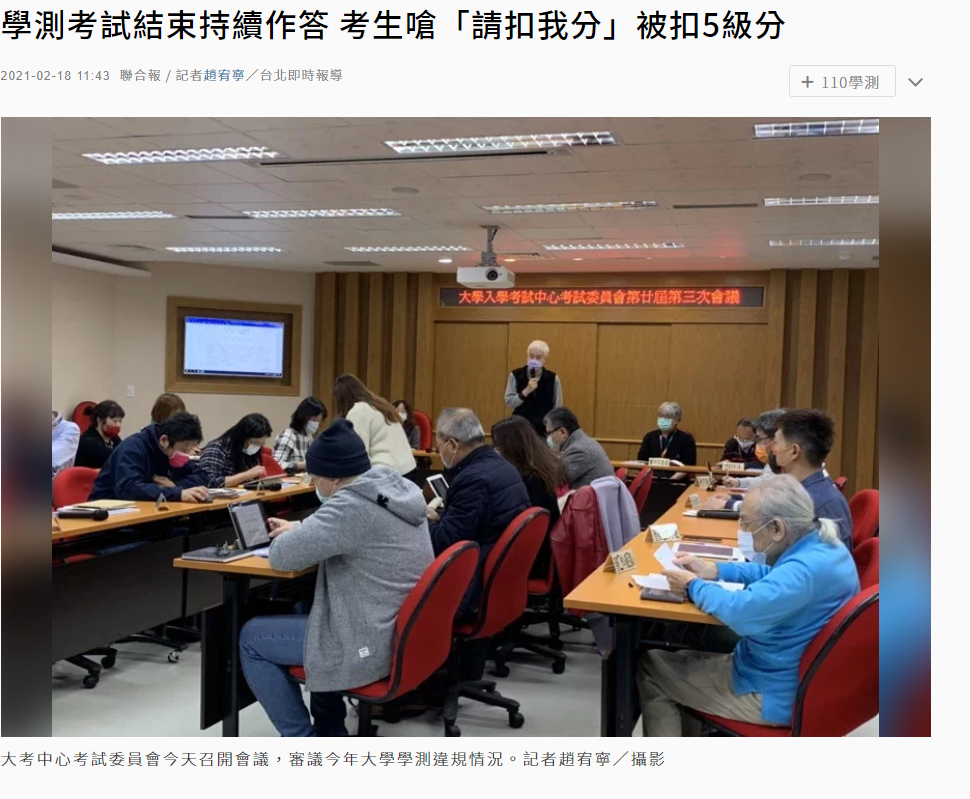 學測考試結束持續作答 考生嗆「請扣我分」被扣5級分
2021-02-18 11:43 聯合報 / 記者趙宥寧／台北即時報導
+ 110學測
大學入學考試中心考試委員會第廿屆第三次會議
大考中心考試委員會今天召開會議，審議今年大學學測違規情況。記者趙宥寧／攝影